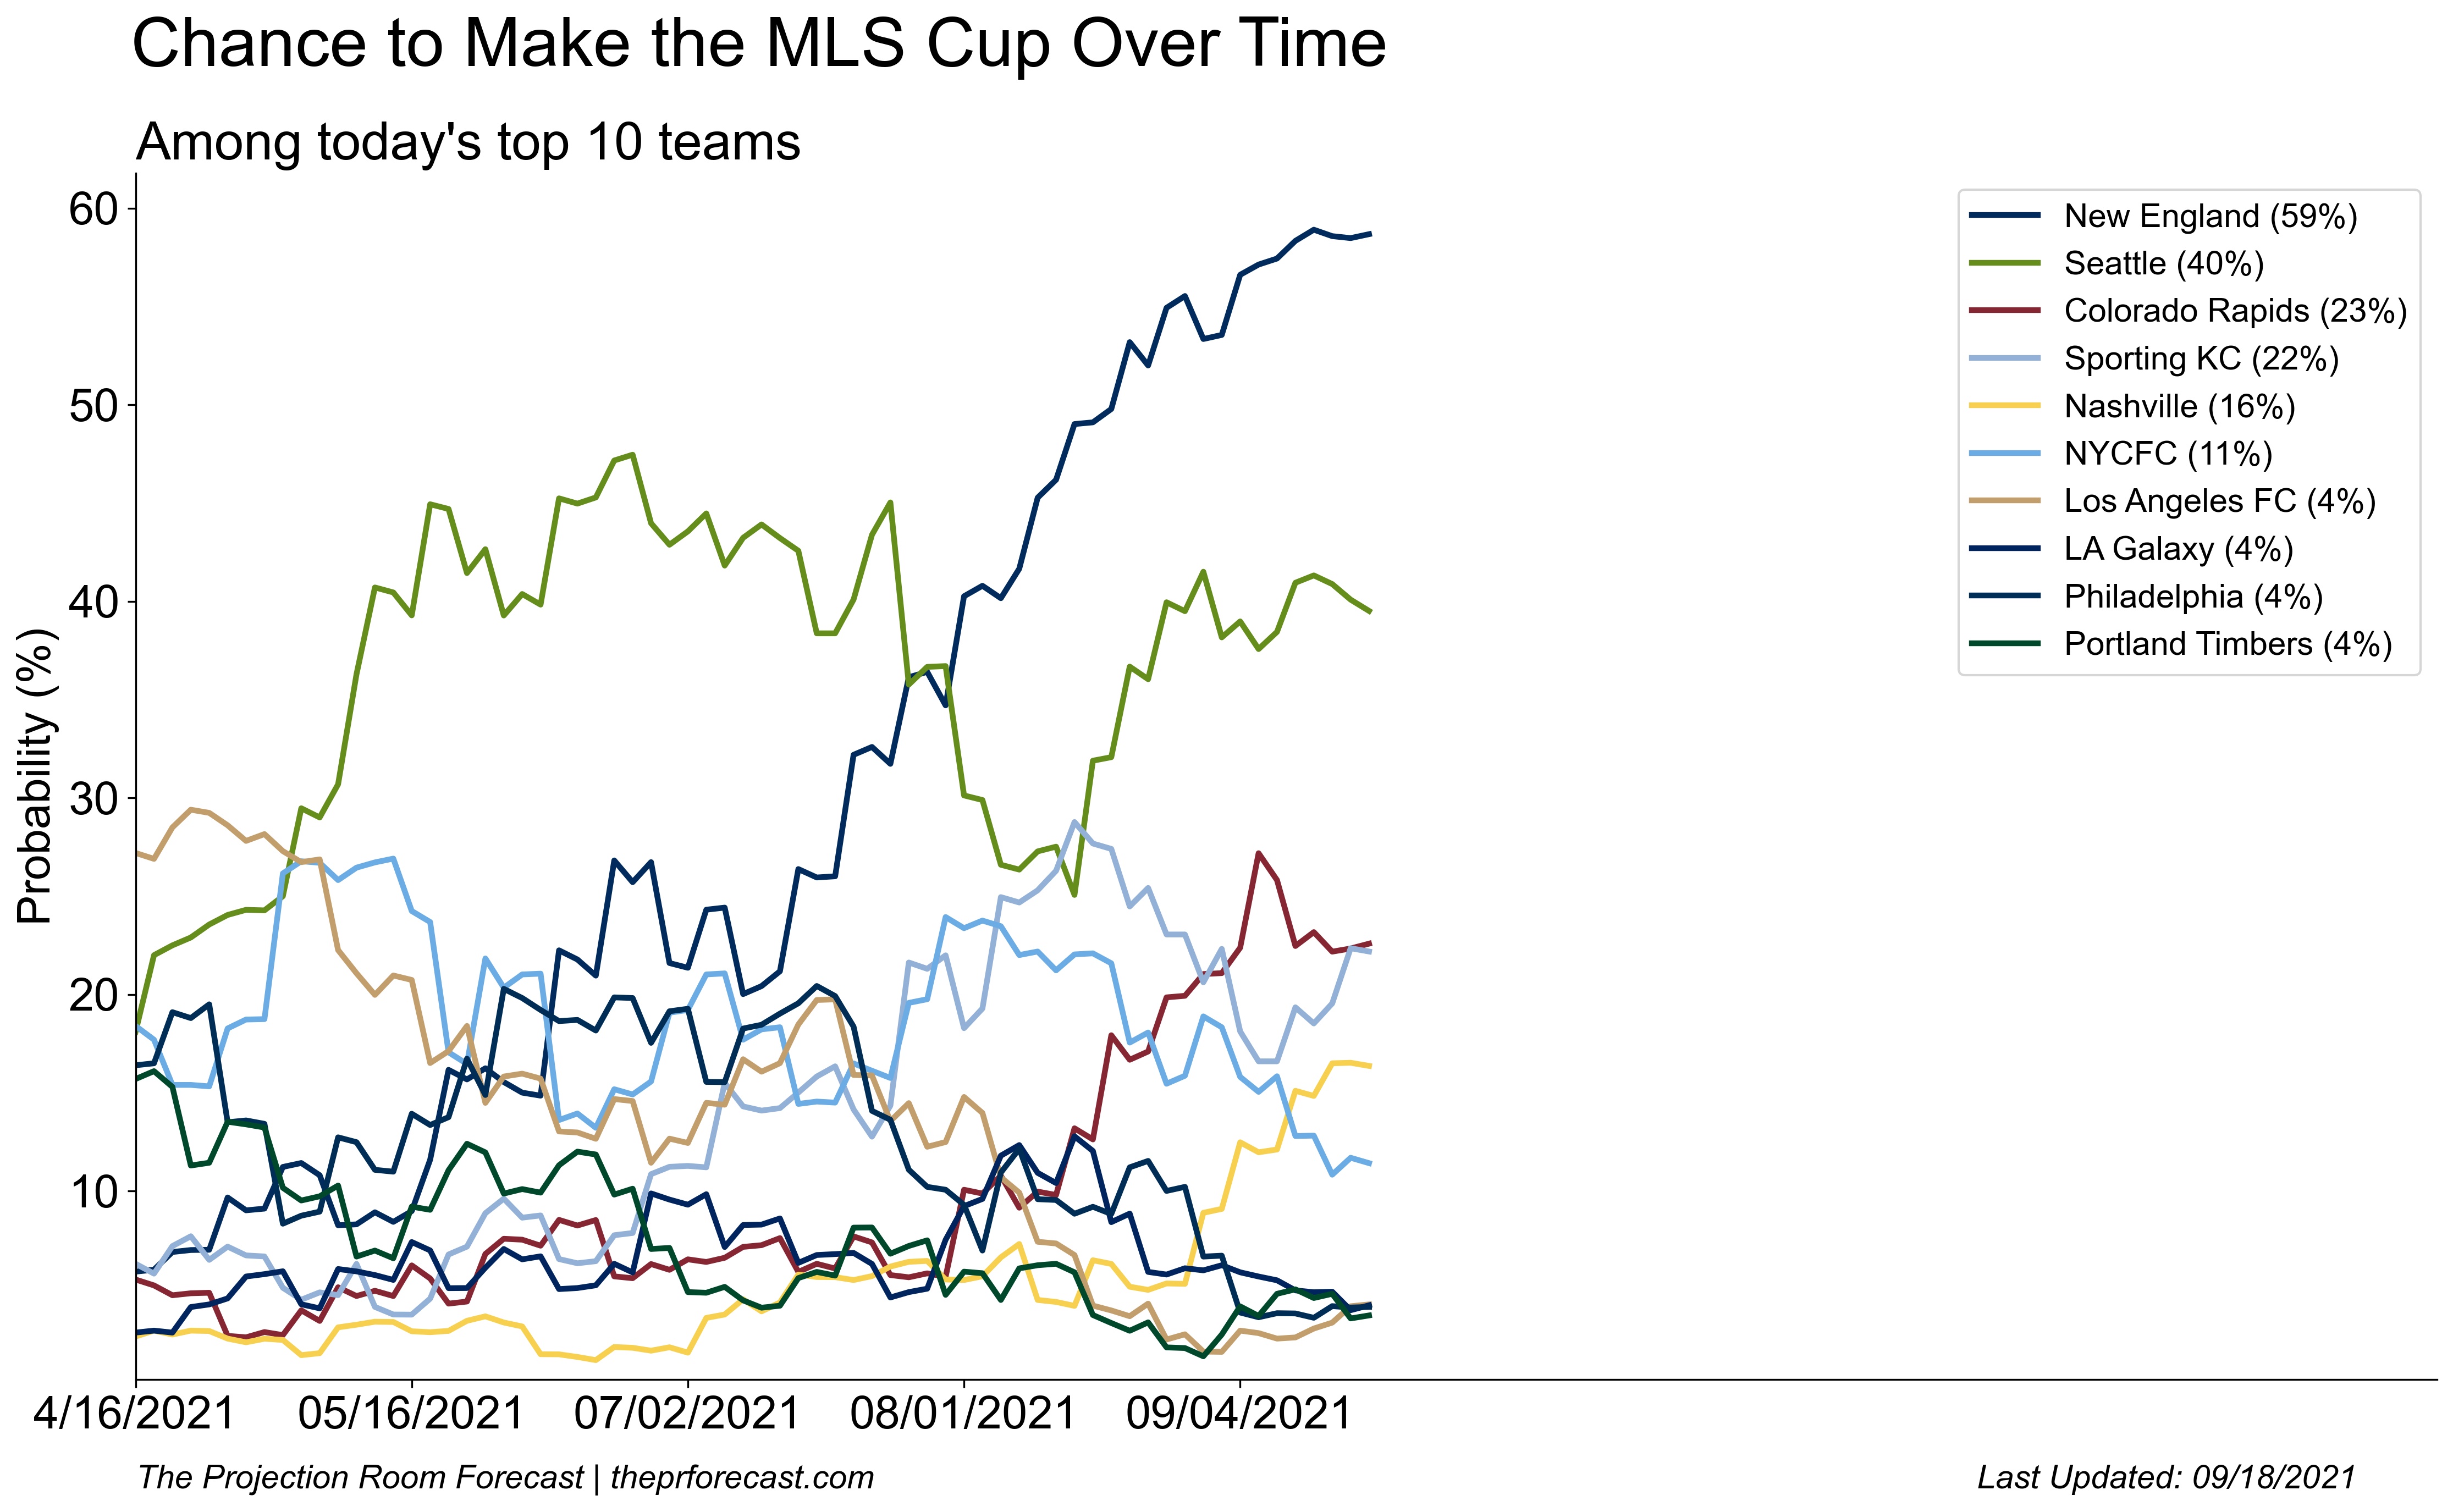 Chance to Make the MLS Cup Over Time
Among today's top 10 teams
60
50
40
30
20
10
Probability (%)
New England (59%)
Seattle (40%)
Colorado Rapids (23%)
Sporting KC (22%)
Nashville (16%)
NYCFC (11%)
Los Angeles FC (4%)
LA Galaxy (4%)
Philadelphia (4%)
Portland Timbers (4%)
4/16/2021 05/16/2021 07/02/2021 08/01/2021 09/04/2021
The Projection Room Forecast | theprforecast.com Last Updated: 09/18/2021